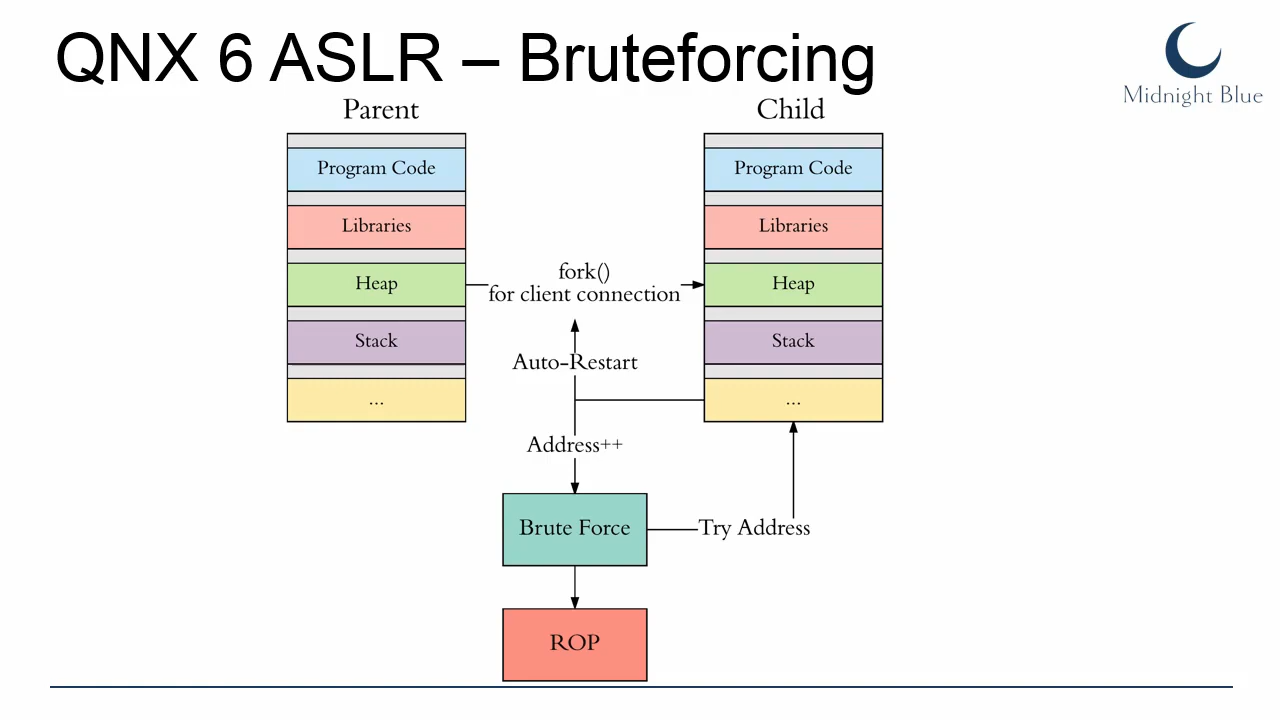 QNX 6 ASLR – Bruteforcing
Midnight Blue
Parent
Child
Program Code
Program Code
Libraries
Libraries
Heap
fork()
for client connection
Heap
Stack
Stack
Auto-Restart
...
...
Address++
Brute Force
Try Address
ROP